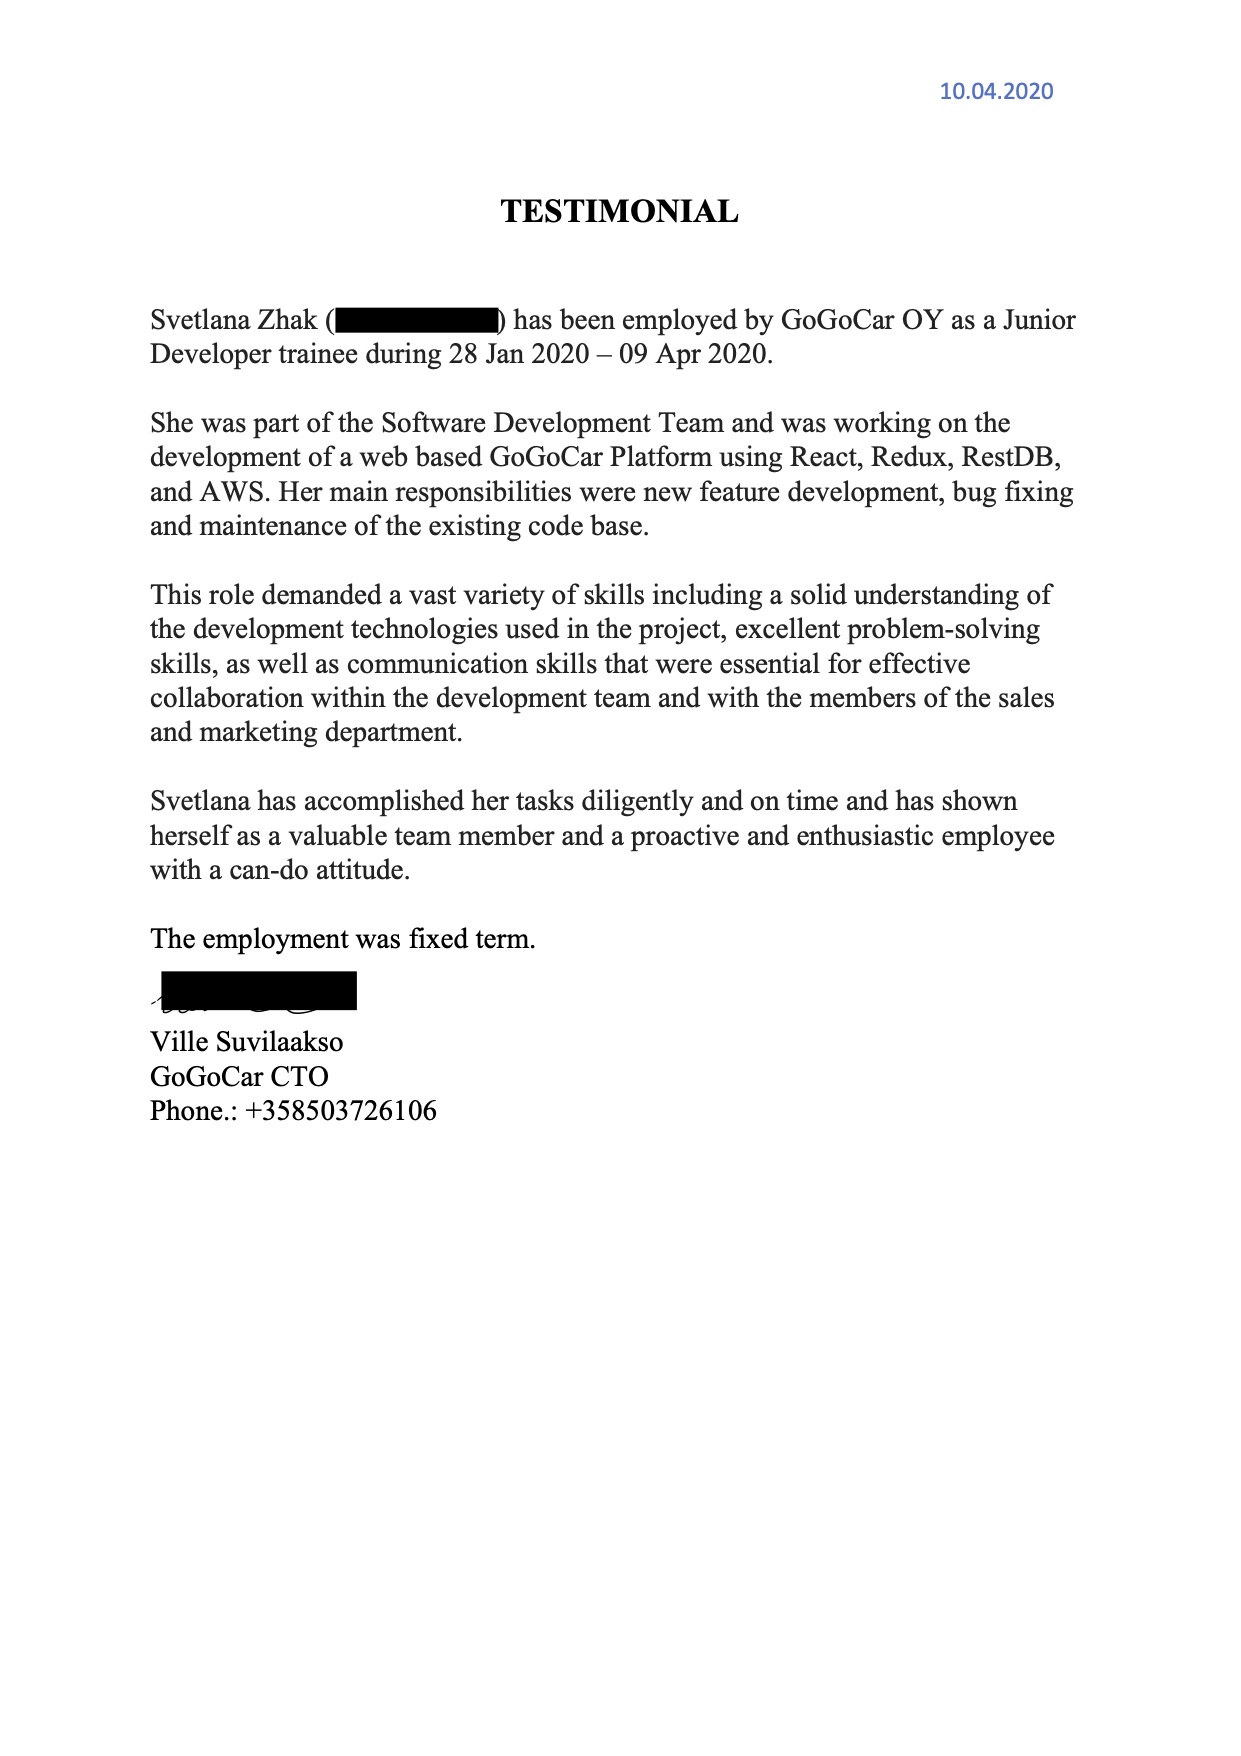 10.04.2020
TESTIMONIAL
Svetlana Zhak ( ) has been employed by GoGoCar OY as a Junior
Developer trainee during 28 Jan 2020 – 09 Apr 2020.
She was part of the Software Development Team and was working on the
development of a web based GoGoCar Platform using React, Redux, RestDB,
and AWS. Her main responsibilities were new feature development, bug fixing
and maintenance of the existing code base.
This role demanded a vast variety of skills including a solid understanding of
the development technologies used in the project, excellent problem-solving
skills, as well as communication skills that were essential for effective
collaboration within the development team and with the members of the sales
and marketing department.
Svetlana has accomplished her tasks diligently and on time and has shown
herself as a valuable team member and a proactive and enthusiastic employee
with a can-do attitude.
The employment was fixed term.
Ville Suvilaakso
GoGoCar CTO
Phone.: +358503726106